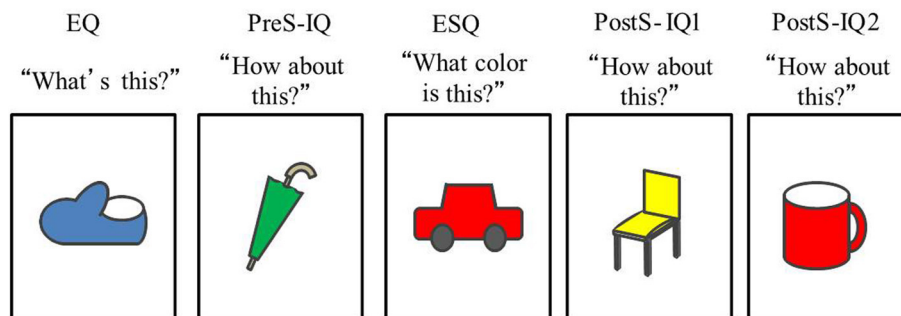 EQ
PreS-IQ
ESQ
PostS-IQ1
PostS-IQ2
“What’s this?”
“How about
this?”
“What color
is this?”
“How about
this?”
“How about
this?”